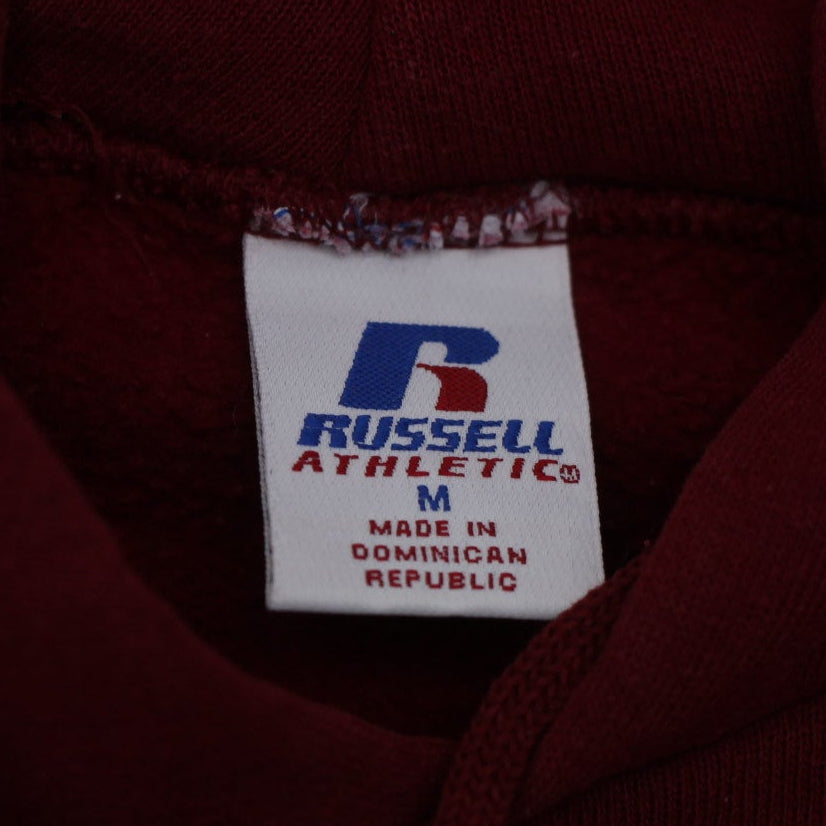 RUSSELL
ATHLETIC
M
MADE IN
DOMINICAN
REPUBLIC